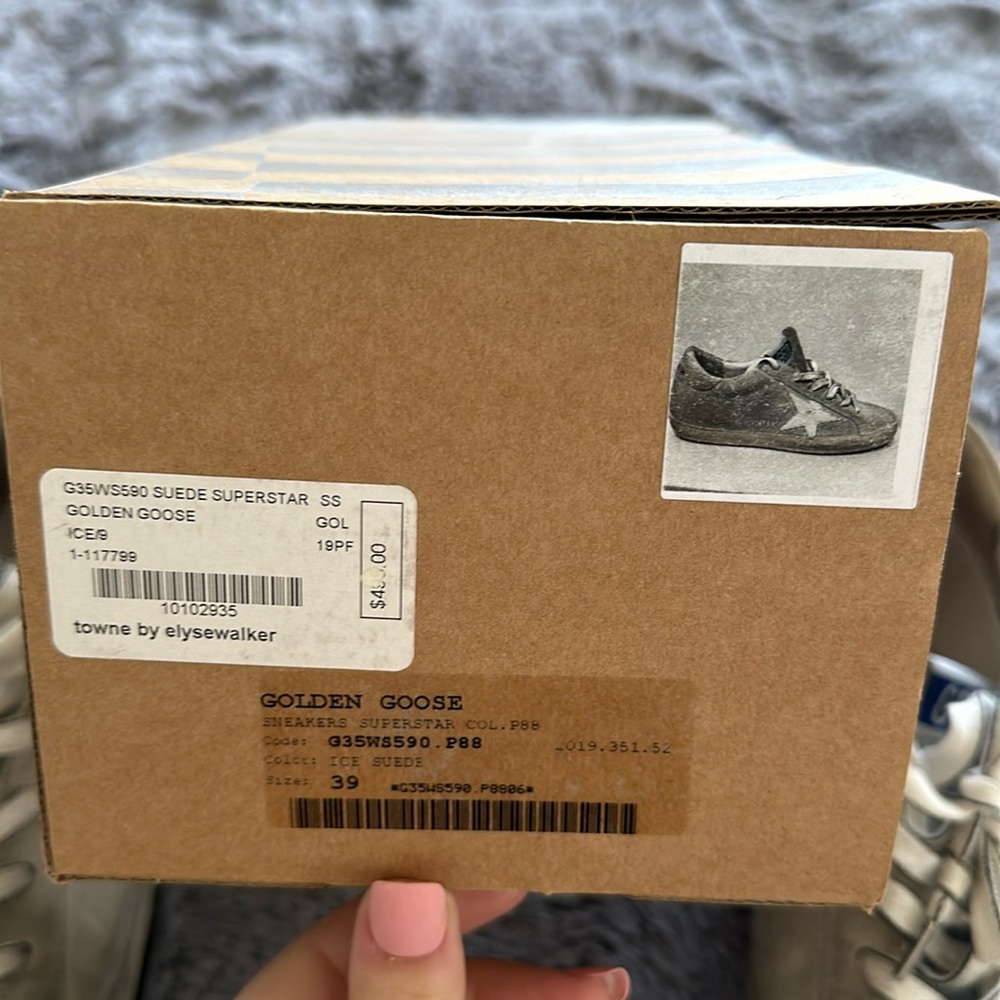 G35WS590 SUEDE SUPERSTAR SS
GOLDEN GOOSE GOL
ICE/9 19PF
1-117799
10102935
towne by elysewalker
GOLDEN GOOSE
SNEAKERS SUPERSTAR COL.P88
Code: G35WS590.P88
Color: ICE SUEDE
Size: 39 *G35WS590.P8806*